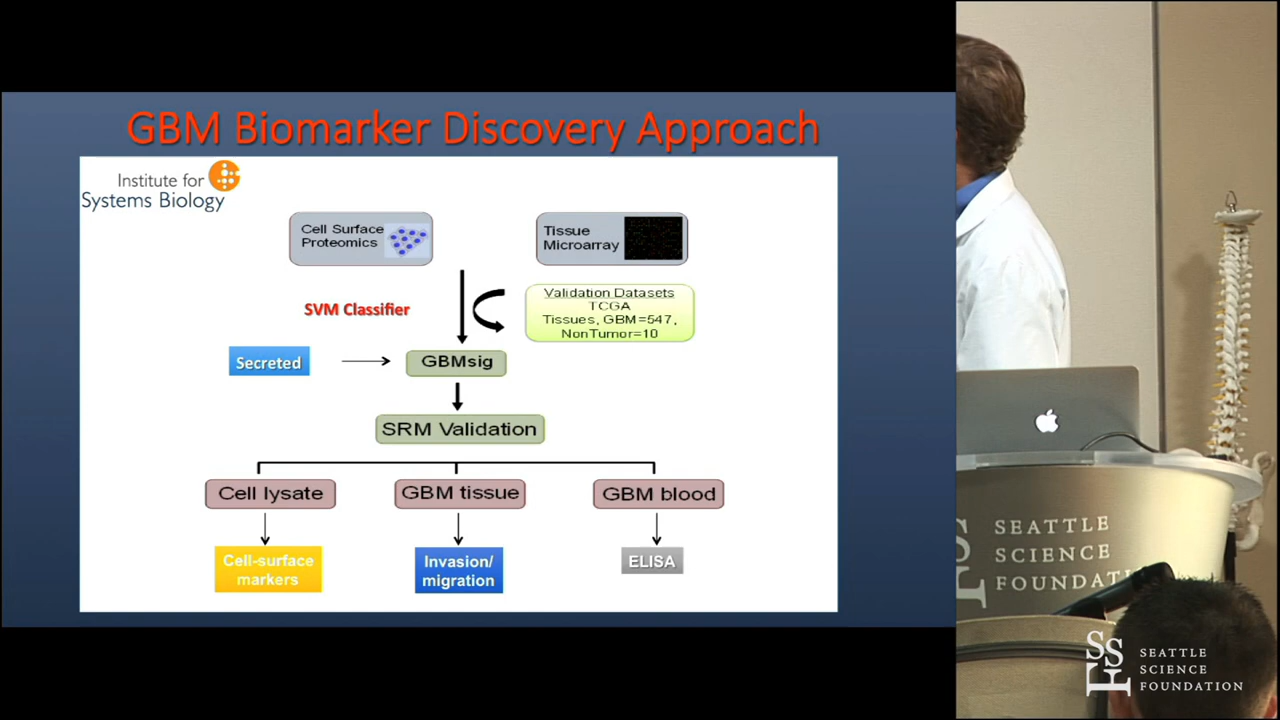 GBM Biomarker Discovery Approach
Institute for
Systems Biology
Cell Surface
Proteomics
Tissue
Microarray
SVM Classifier
Validation Datasets
TCGA
Tissues, GBM=547,
NonTumor=10
Secreted
GBMsig
SRM Validation
Cell lysate
GBM tissue
GBM blood
Cell-surface
markers
Invasion/
migration
ELISA
SEATTLE
SCIENCE
FOUNDATI
SSF
SEATTLE
SCIENCE
FOUNDATION